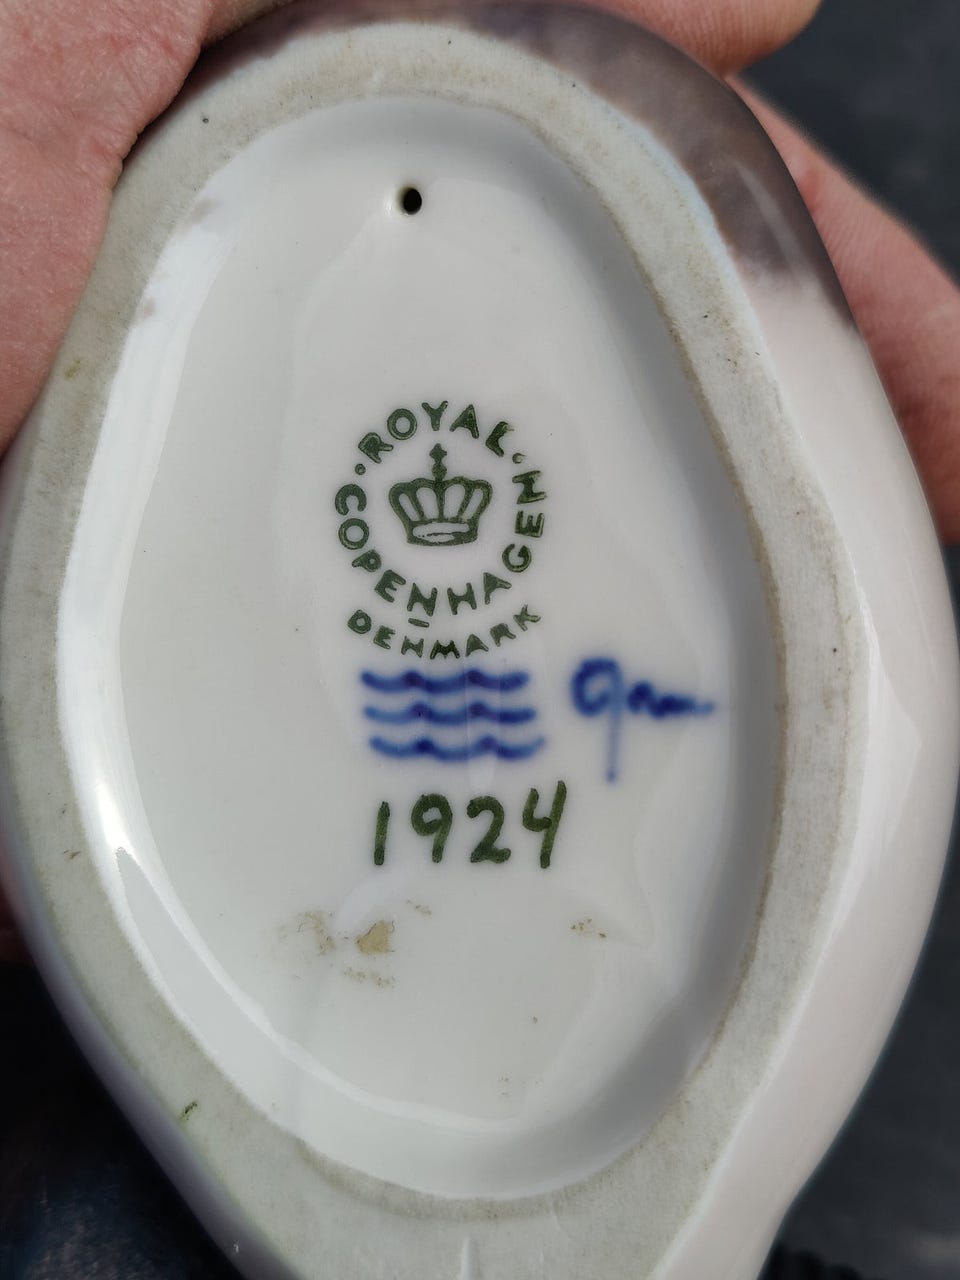 ROYAL
COPENHAGEN
DENMARK
1924